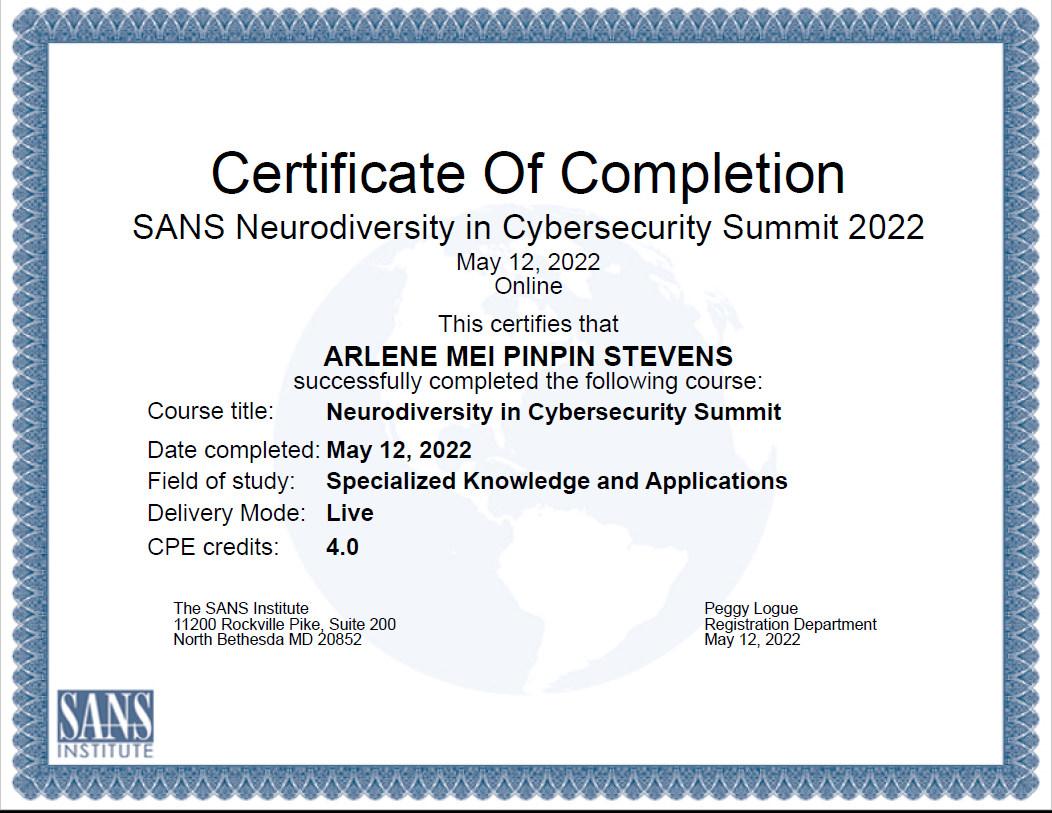 Certificate Of Completion
SANS Neurodiversity in Cybersecurity Summit 2022
May 12, 2022
Online
This certifies that
ARLENE MEI PINPIN STEVENS
successfully completed the following course:
Course title: Neurodiversity in Cybersecurity Summit
Date completed: May 12, 2022
Field of study: Specialized Knowledge and Applications
Delivery Mode: Live
CPE credits: 4.0
The SANS Institute
11200 Rockville Pike, Suite 200
North Bethesda MD 20852
Peggy Logue
Registration Department
May 12, 2022
SANS
INSTITUTE